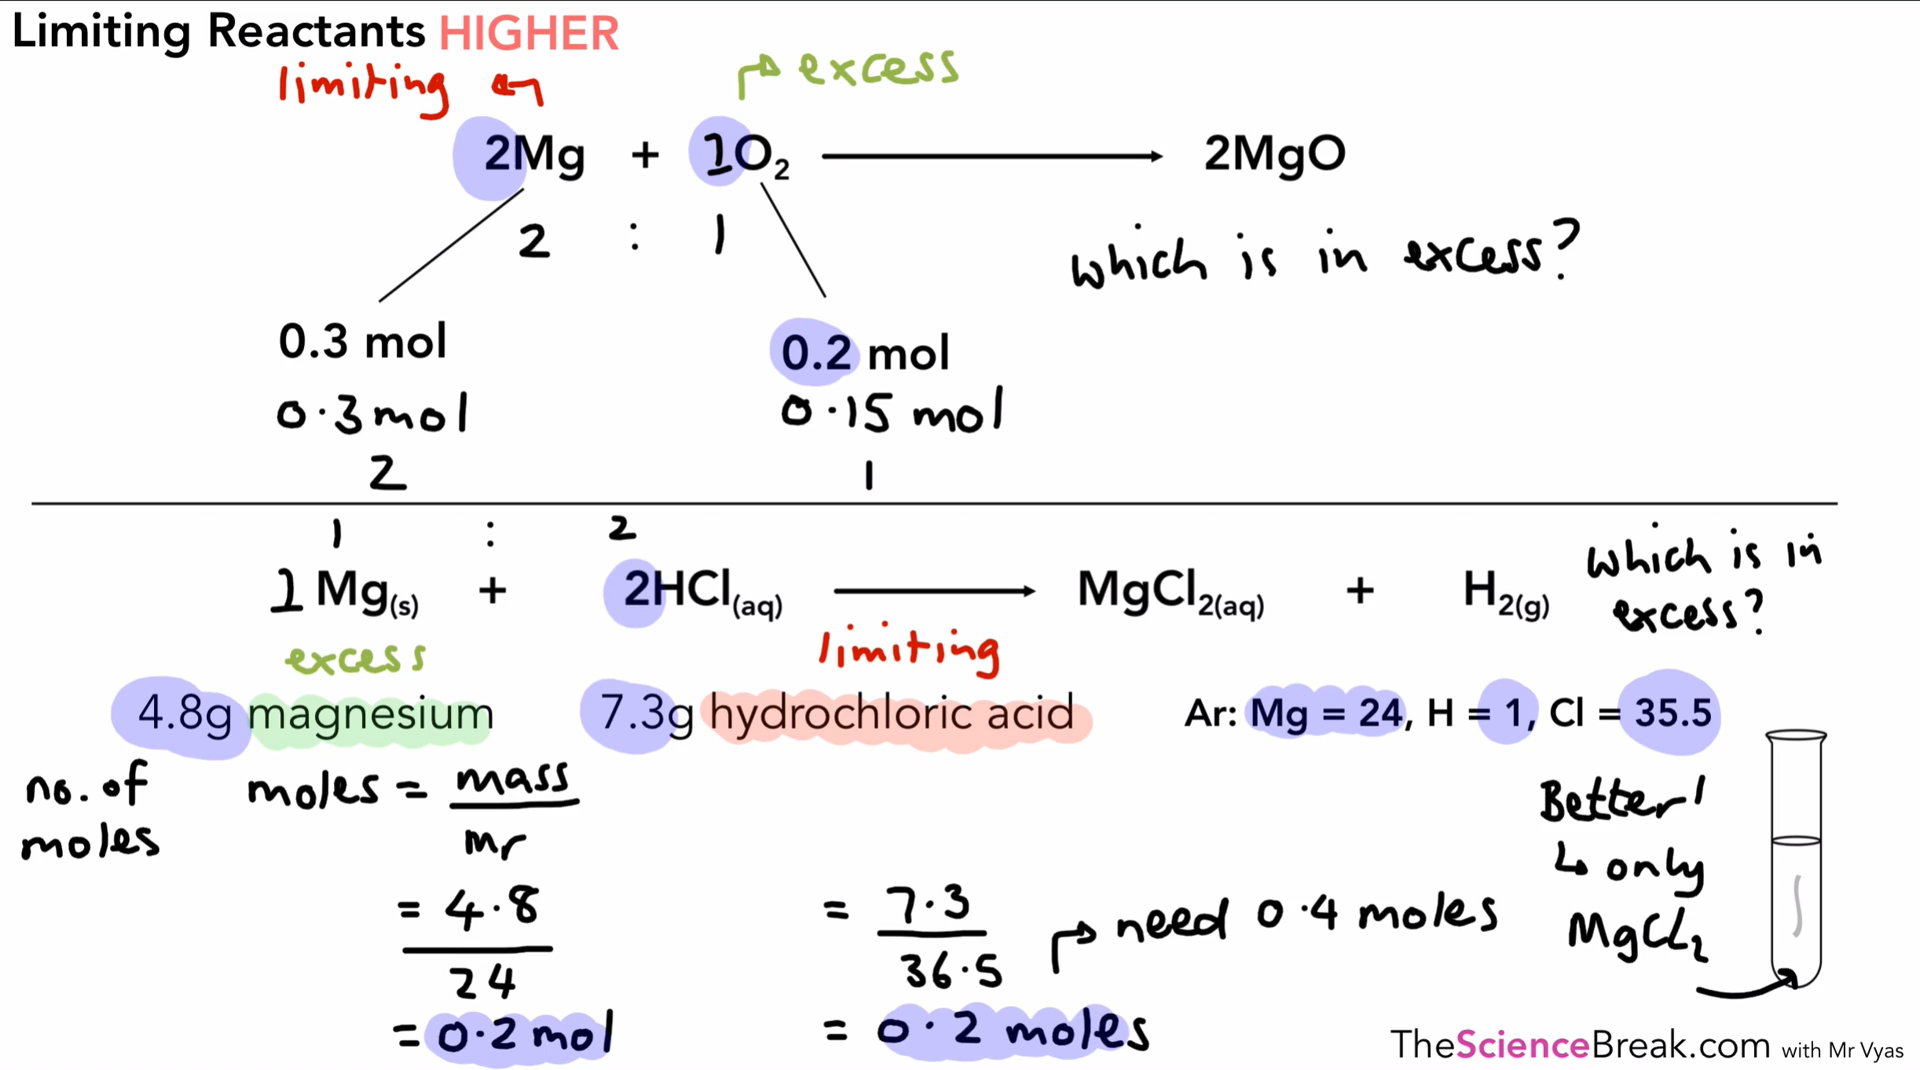 Limiting Reactants HIGHER
limiting excess
2Mg + 1O₂ → 2MgO
2 : 1
which is in excess?
0.3 mol 0.2 mol
0.3mol 0.15 mol
2 1
1 : 2
1 Mg(s) + 2HCl(aq) → MgCl2(aq) + H2(g)
which is in
excess?
excess limiting
4.8g magnesium 7.3g hydrochloric acid Ar: Mg = 24, H = 1, Cl = 35.5
no. of
moles
moles = mass
Mr
= 4.8
24
= 0.2 mol
= 7.3
36.5
need 0.4 moles
= 0.2 moles
Better!
↳ only
MgCl₂
TheScienceBreak.com with Mr Vyas